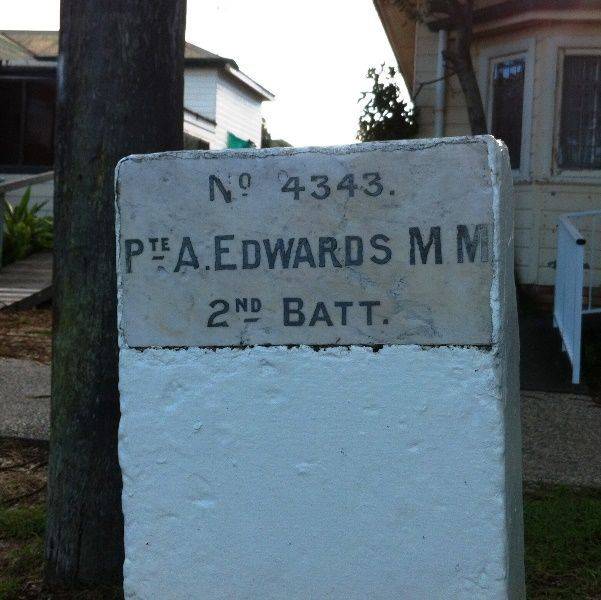 Nº 4343.
PTE A. EDWARDS M M
2ND BATT.